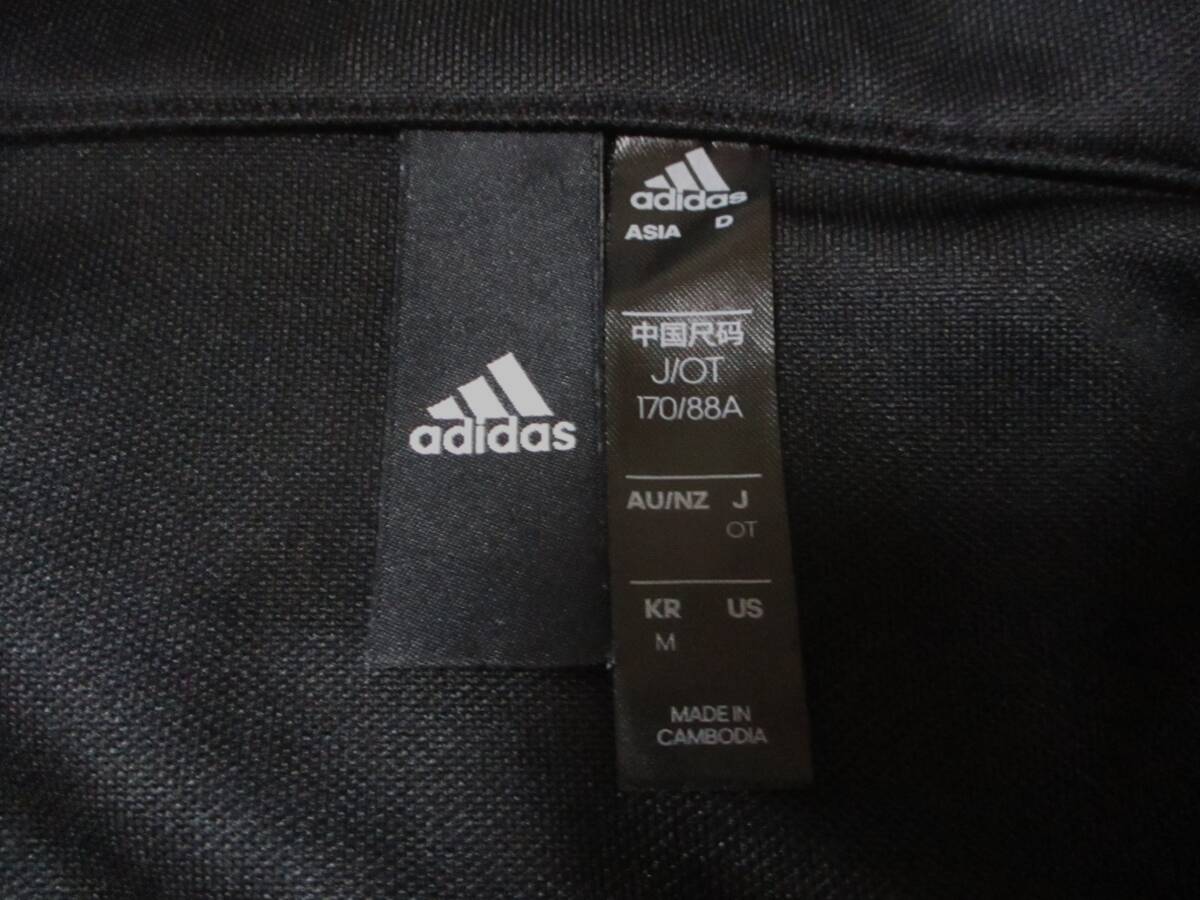 adidas
adidas
ASIA D
中国尺码
J/OT
170/88A
AU/NZ J
OT
KR US
M
MADE IN
CAMBODIA